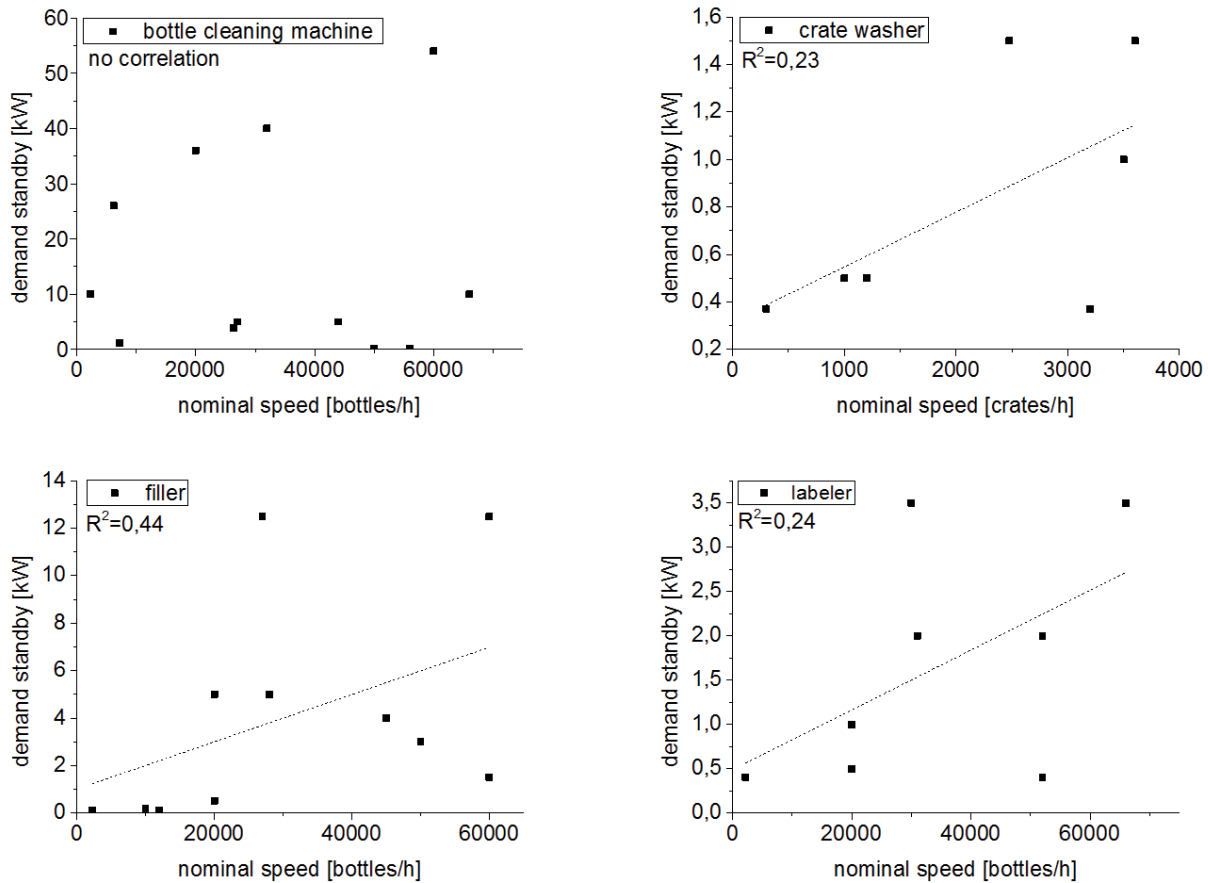 bottle cleaning machine
no correlation
demand standby [kW]
60
50
40
30
20
10
0
0 20000 40000 60000
nominal speed [bottles/h]
crate washer
R²=0,23
demand standby [kW]
1,6
1,4
1,2
1,0
0,8
0,6
0,4
0,2
0 1000 2000 3000 4000
nominal speed [crates/h]
filler
R²=0,44
demand standby [kW]
14
12
10
8
6
4
2
0
0 20000 40000 60000
nominal speed [bottles/h]
labeler
R²=0,24
demand standby [kW]
3,5
3,0
2,5
2,0
1,5
1,0
0,5
0,0
0 20000 40000 60000
nominal speed [bottles/h]